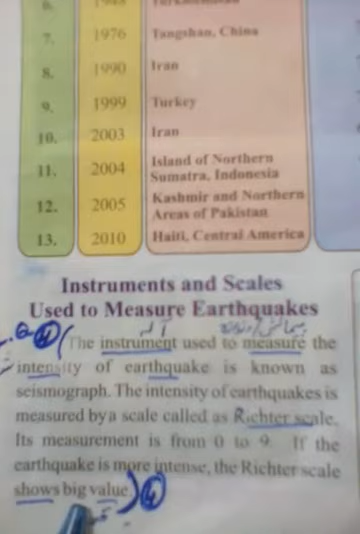 7. 1976 Tangshan, China
8. 1990 Iran
9. 1999 Turkey
10. 2003 Iran
11. 2004 Island of Northern
Sumatra, Indonesia
12. 2005 Kashmir and Northern
Areas of Pakistan
13. 2010 Haiti, Central America
Instruments and Scales
Used to Measure Earthquakes
The instrument used to measure the
intensity of earthquake is known as
seismograph. The intensity of earthquakes is
measured by a scale called as Richter scale.
Its measurement is from 0 to 9. If the
earthquake is more intense, the Richter scale
shows big value.